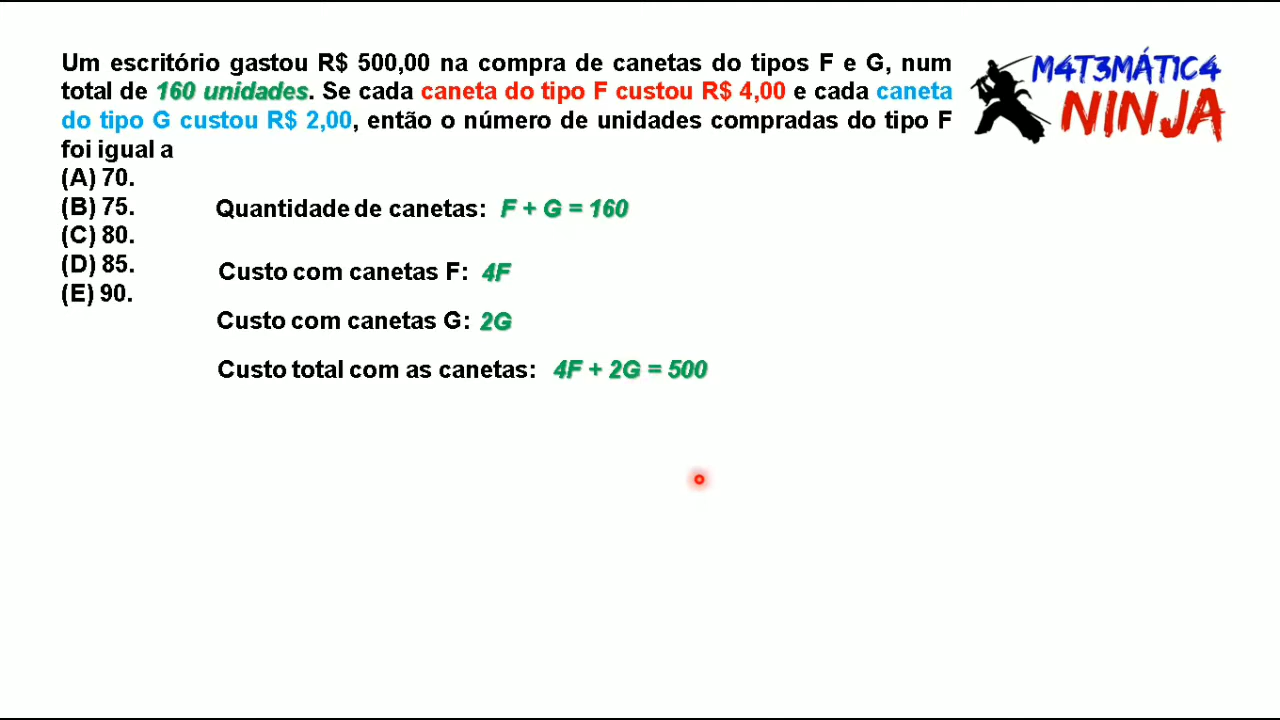 Um escritório gastou R$ 500,00 na compra de canetas do tipos F e G, num
total de 160 unidades. Se cada caneta do tipo F custou R$ 4,00 e cada caneta
do tipo G custou R$ 2,00, então o número de unidades compradas do tipo F
foi igual a
(A) 70.
(B) 75.
(C) 80.
(D) 85.
(E) 90.
M4T3MÁTIC4
NINJA
Quantidade de canetas: F + G = 160
Custo com canetas F: 4F
Custo com canetas G: 2G
Custo total com as canetas: 4F + 2G = 500